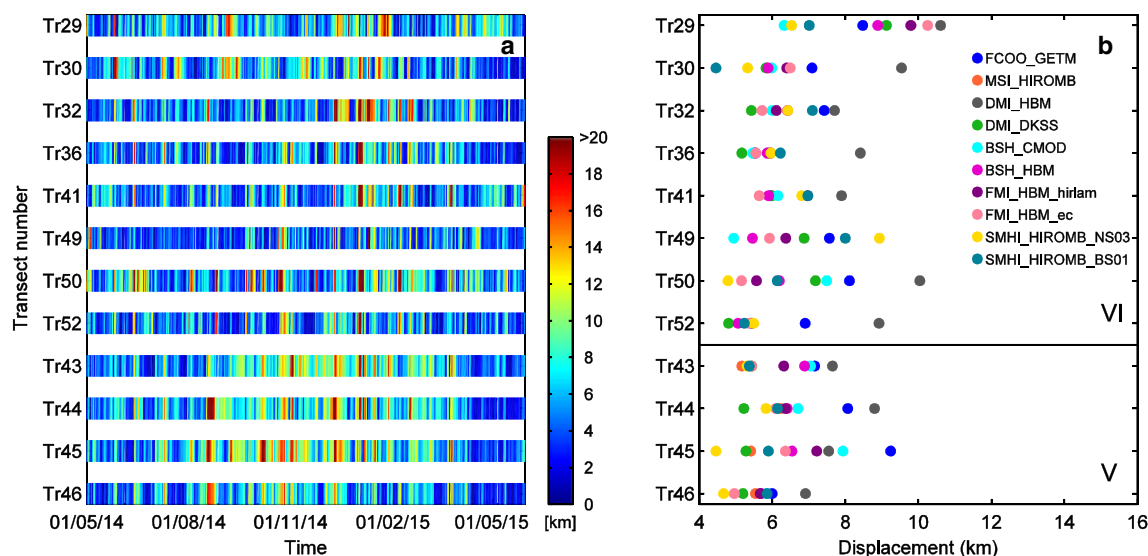 a
Tr29
Tr30
Tr32
Tr36
Tr41
Tr49
Tr50
Tr52
Tr43
Tr44
Tr45
Tr46
Transect number
01/05/14 01/08/14 01/11/14 01/02/15 01/05/15
Time
>20
18
16
14
12
10
8
6
4
2
0
[km]
b
Tr29
Tr30
Tr32
Tr36
Tr41
Tr49
Tr50
Tr52
Tr43
Tr44
Tr45
Tr46
FCOO_GETM
MSI_HIROMB
DMI_HBM
DMI_DKSS
BSH_CMOD
BSH_HBM
FMI_HBM_hirlam
FMI_HBM_ec
SMHI_HIROMB_NS03
SMHI_HIROMB_BS01
VI
V
4 6 8 10 12 14 16
Displacement (km)